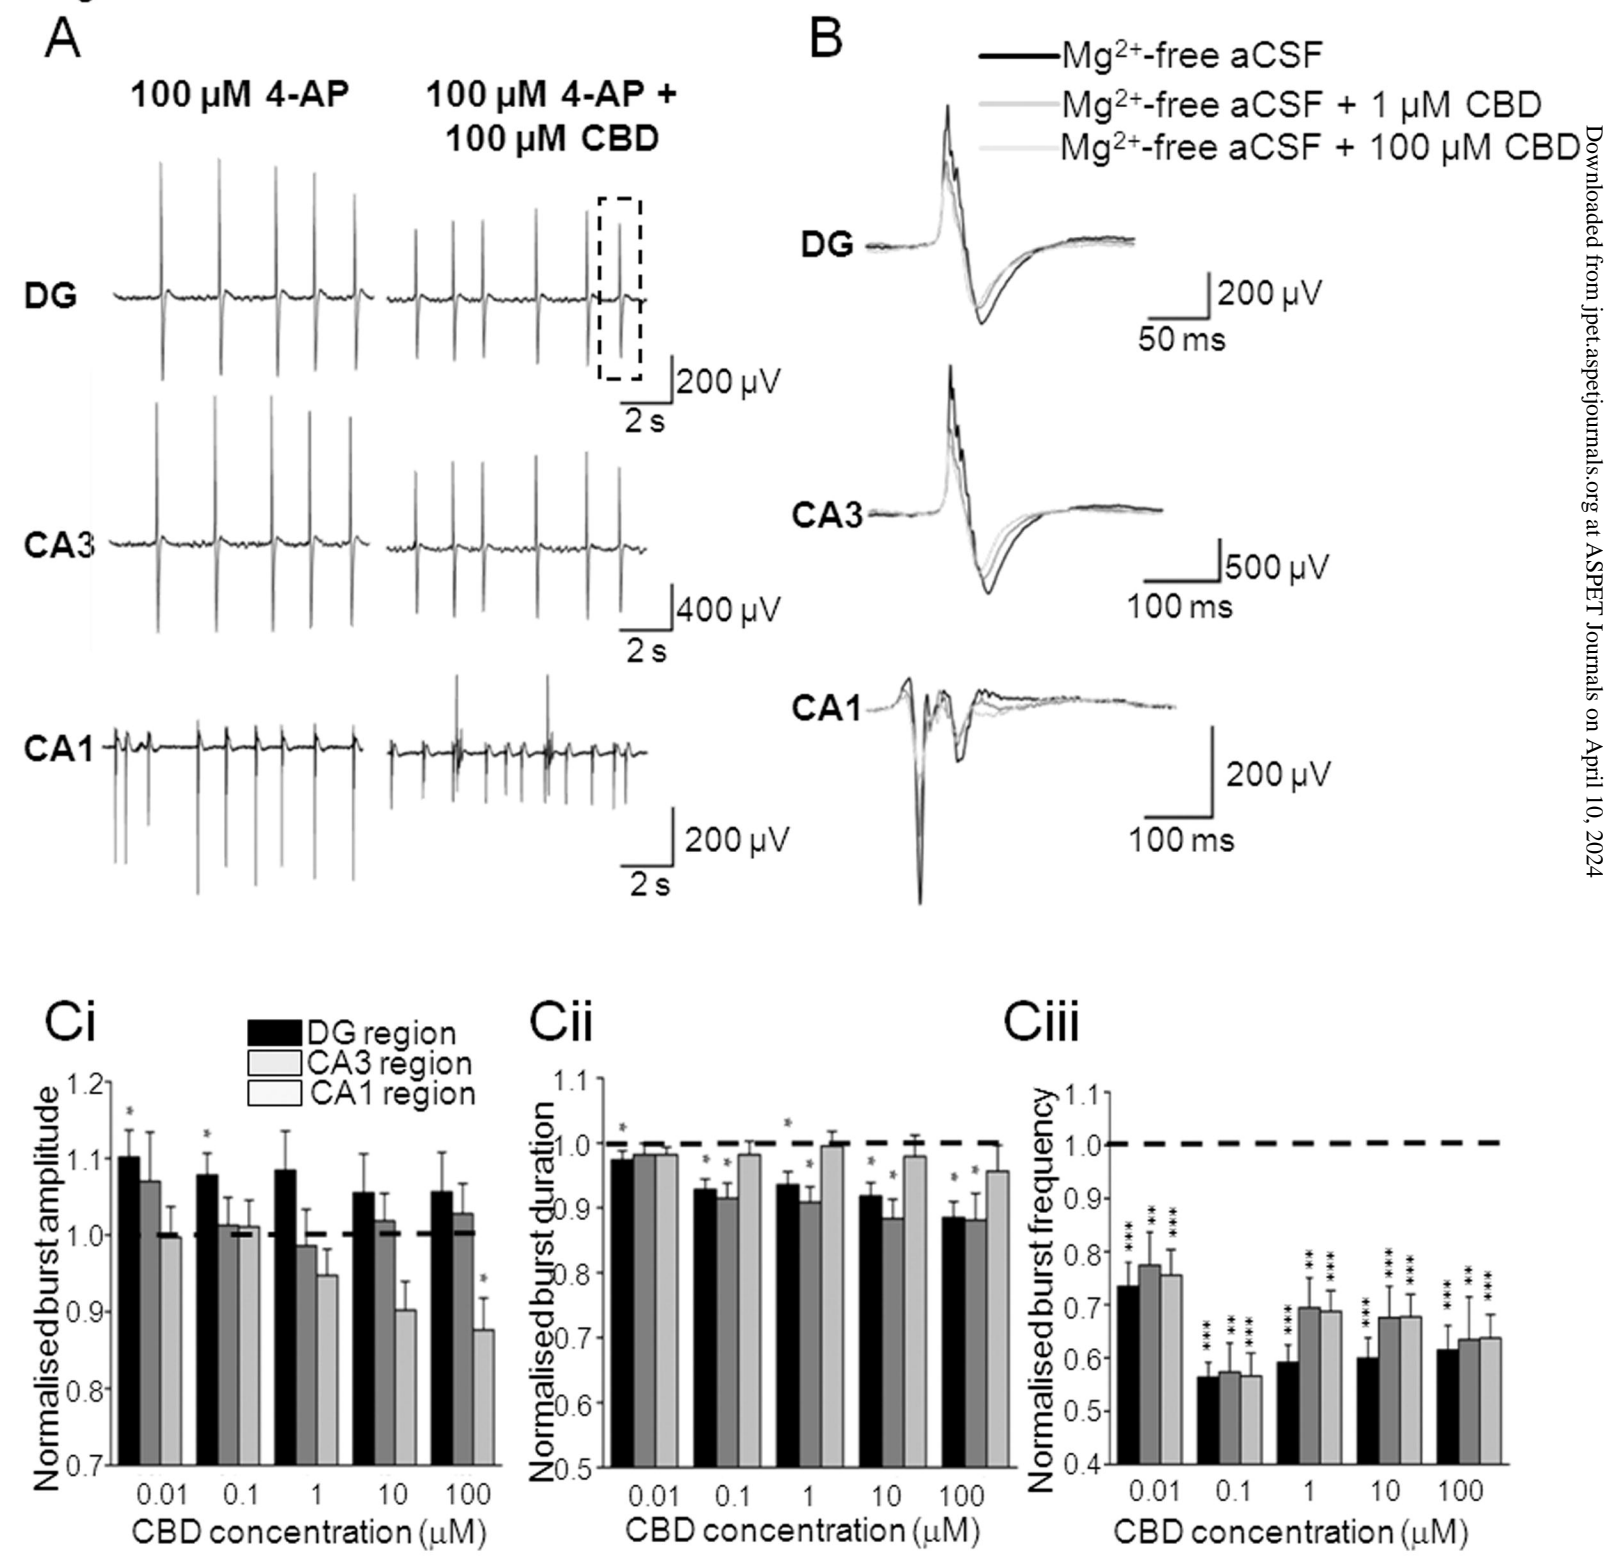 A
100 µM 4-AP
100 µM 4-AP +
100 µM CBD
DG
200 µV
2 s
CA3
400 µV
2 s
CA1
200 µV
2 s
B
Mg2+-free aCSF
Mg2+-free aCSF + 1 µM CBD
Mg2+-free aCSF + 100 µM CBD
DG
200 µV
50 ms
CA3
500 µV
100 ms
CA1
200 µV
100 ms
Downloaded from jpet.aspetjournals.org at ASPET Journals on April 10, 2024
Ci
DG region
CA3 region
CA1 region
Normalised burst amplitude
1.2
1.1
1.0
0.9
0.8
0.7
* * *
0.01 0.1 1 10 100
CBD concentration (µM)
Cii
Normalised burst duration
1.1
1.0
0.9
0.8
0.7
0.6
0.5
* * * * * * * * *
0.01 0.1 1 10 100
CBD concentration (µM)
Ciii
Normalised burst frequency
1.1
1.0
0.9
0.8
0.7
0.6
0.5
0.4
*** ** *** *** ** *** *** ** *** *** *** *** *** ** ***
0.01 0.1 1 10 100
CBD concentration (µM)